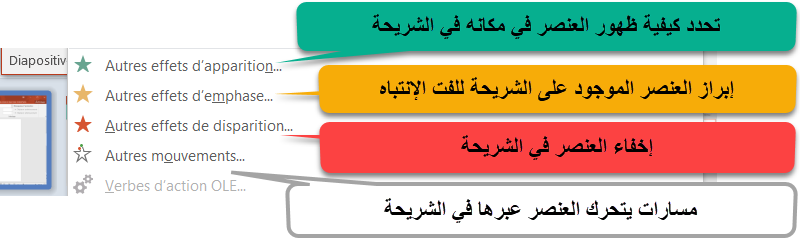 تحدد كيفية ظهور العنصر في مكانه في الشريحة
Diapositiv
Autres effets d'apparition...
إبراز العنصر الموجود على الشريحة للفت الإنتباه
Autres effets d'emphase...
Autres effets de disparition...
إخفاء العنصر في الشريحة
Autres mouvements...
Verbes d'action OLE...
مسارات يتحرك العنصر عبرها في الشريحة